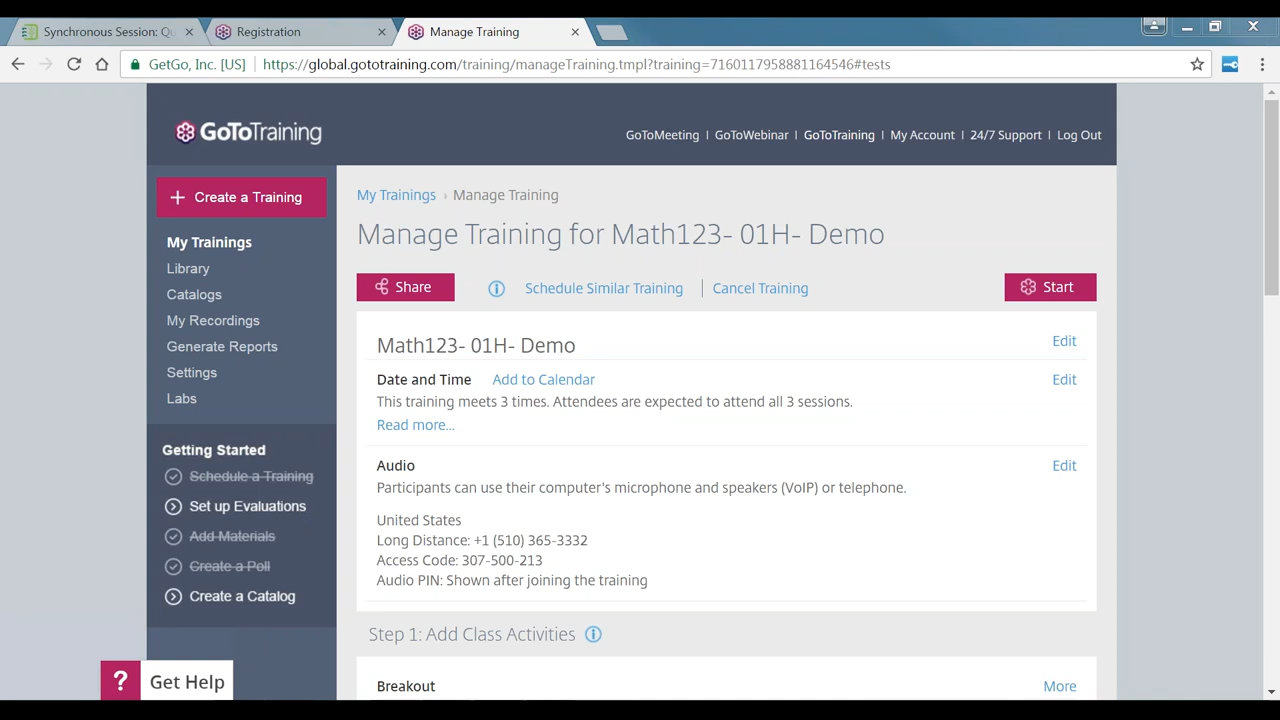 Synchronous Session: Qu
Registration
Manage Training
GetGo, Inc. [US] https://global.gototraining.com/training/manageTraining.tmpl?training=7160117958881164546#tests
GoToTraining
GoToMeeting | GoToWebinar | GoToTraining | My Account | 24/7 Support | Log Out
+ Create a Training
My Trainings
Library
Catalogs
My Recordings
Generate Reports
Settings
Labs
Getting Started
Schedule a Training
Set up Evaluations
Add Materials
Create a Poll
Create a Catalog
? Get Help
My Trainings › Manage Training
Manage Training for Math123- 01H- Demo
Share
Schedule Similar Training | Cancel Training
Start
Math123- 01H- Demo Edit
Date and Time Add to Calendar Edit
This training meets 3 times. Attendees are expected to attend all 3 sessions.
Read more...
Audio Edit
Participants can use their computer's microphone and speakers (VoIP) or telephone.
United States
Long Distance: +1 (510) 365-3332
Access Code: 307-500-213
Audio PIN: Shown after joining the training
Step 1: Add Class Activities
Breakout More